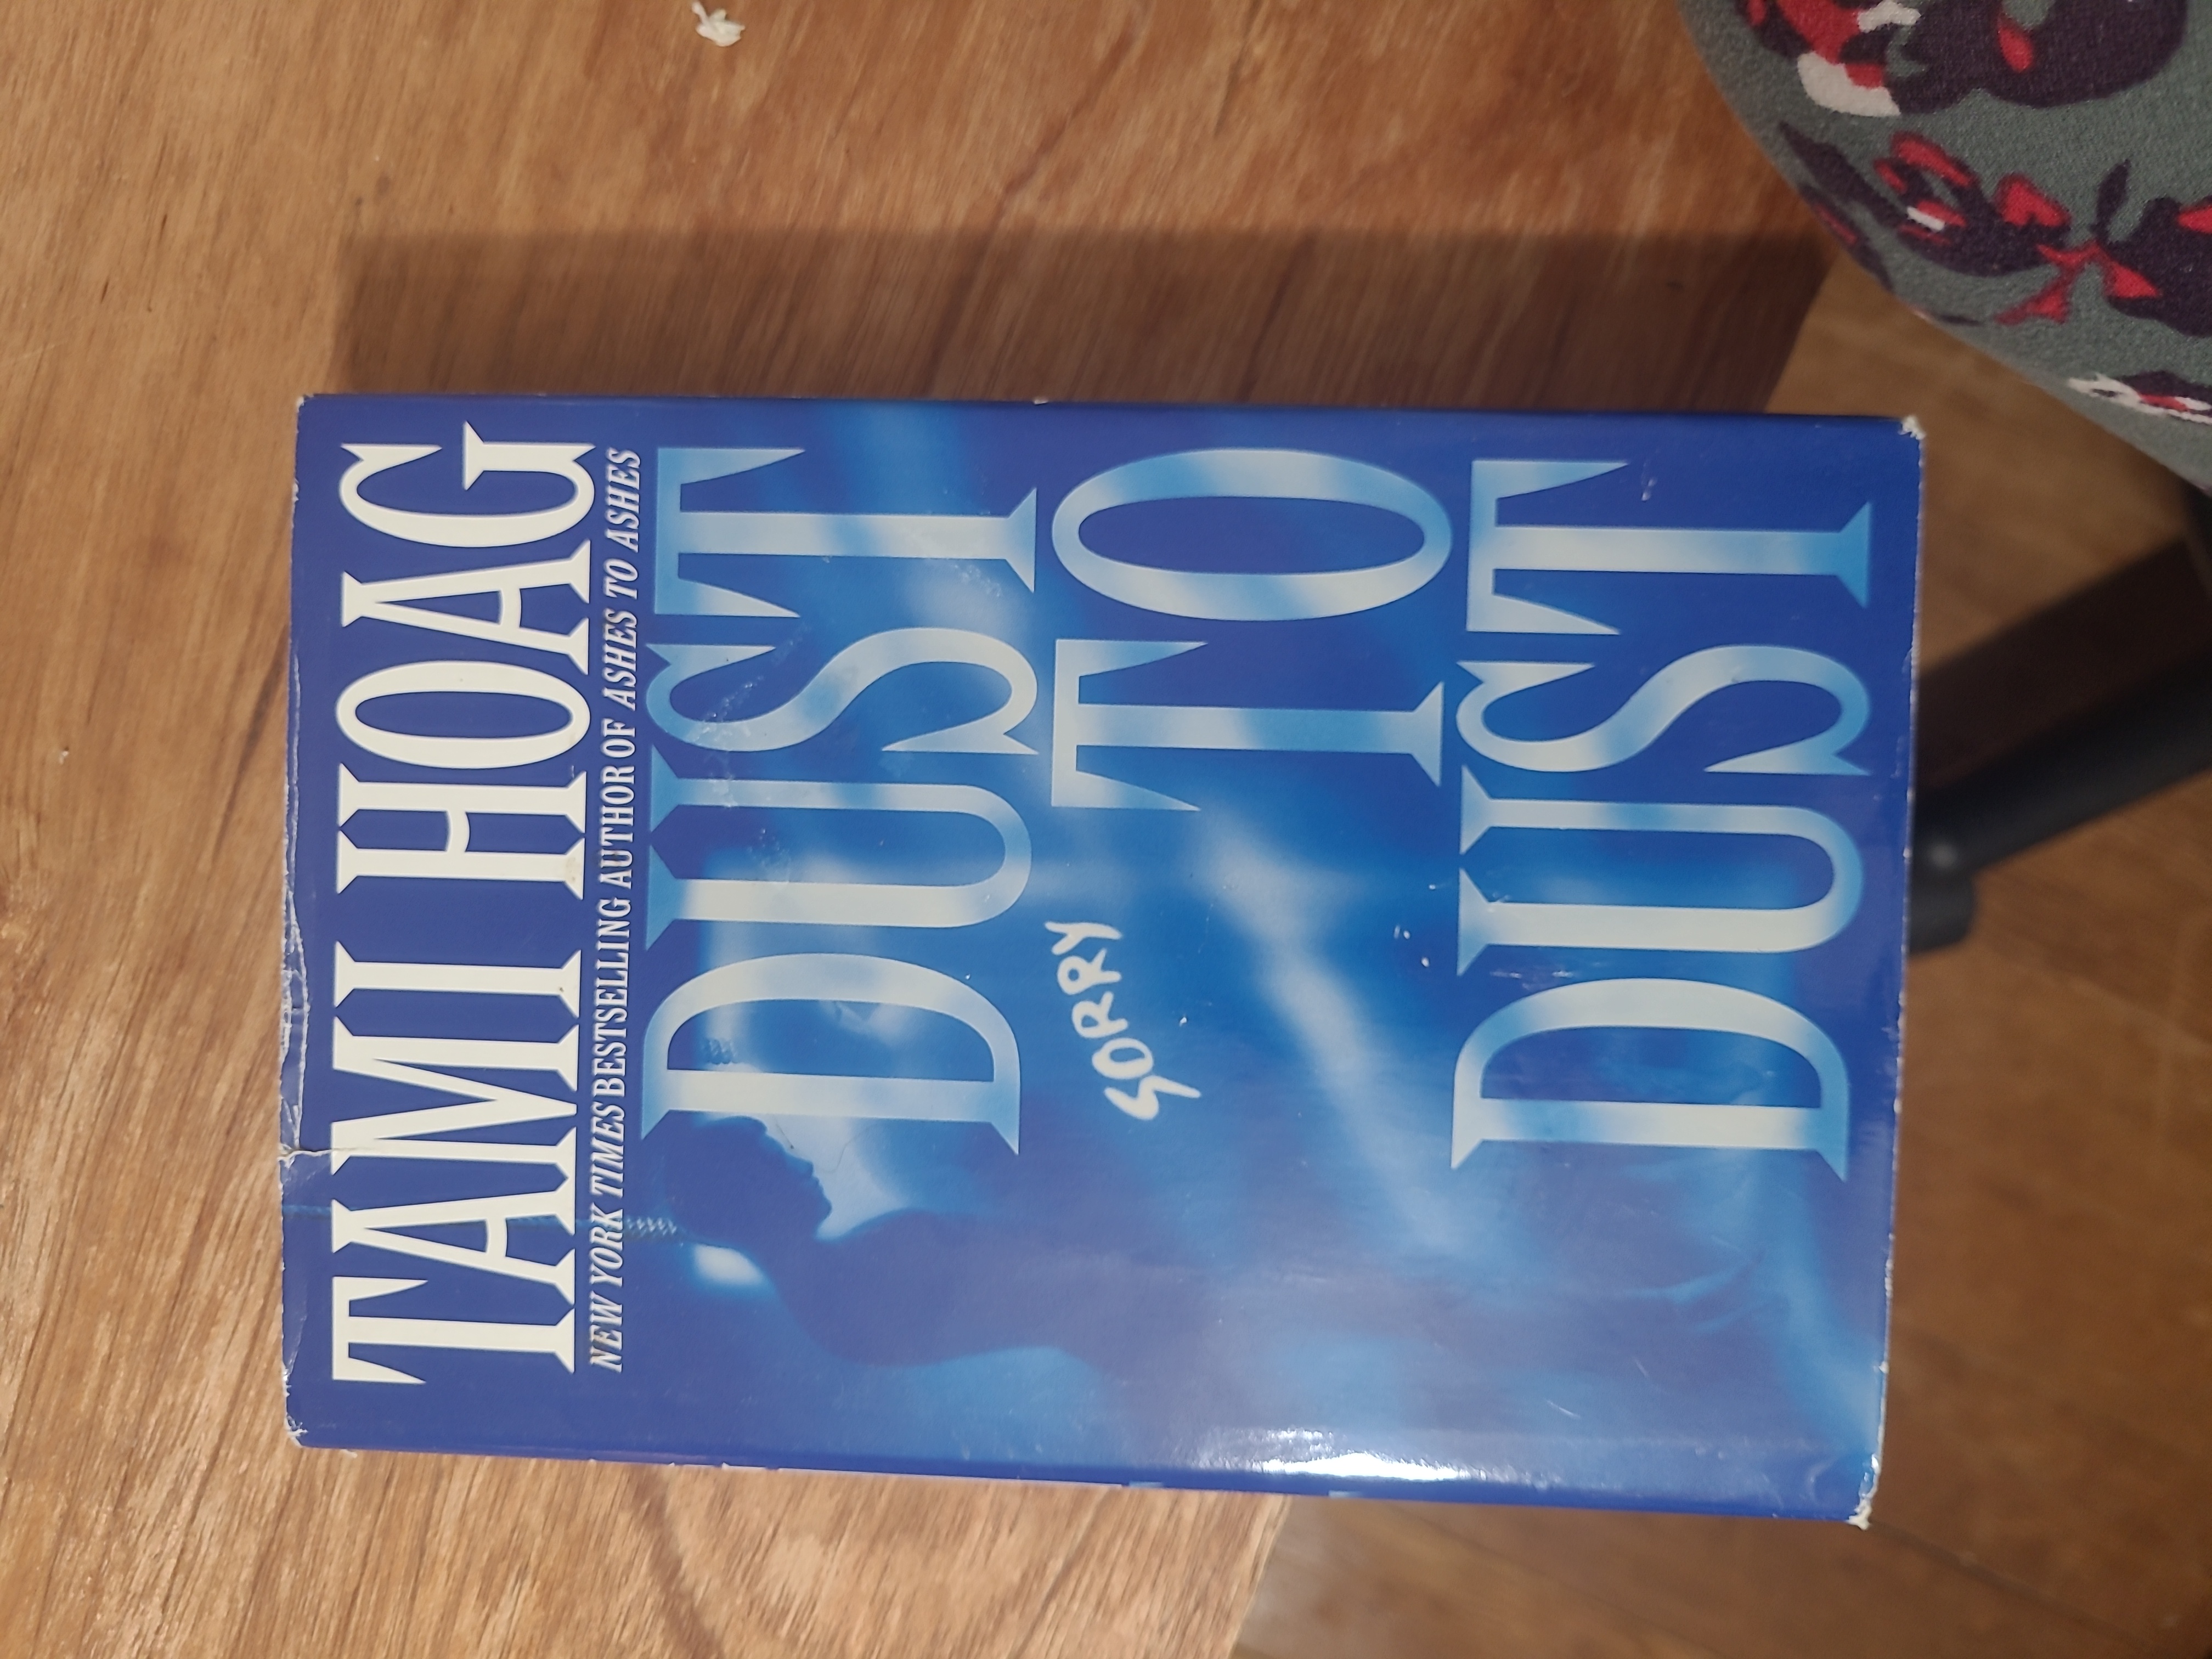 TAMI HOAG
NEW YORK TIMES BESTSELLING AUTHOR OF ASHES TO ASHES
DUST
TO
SORRY
DUST